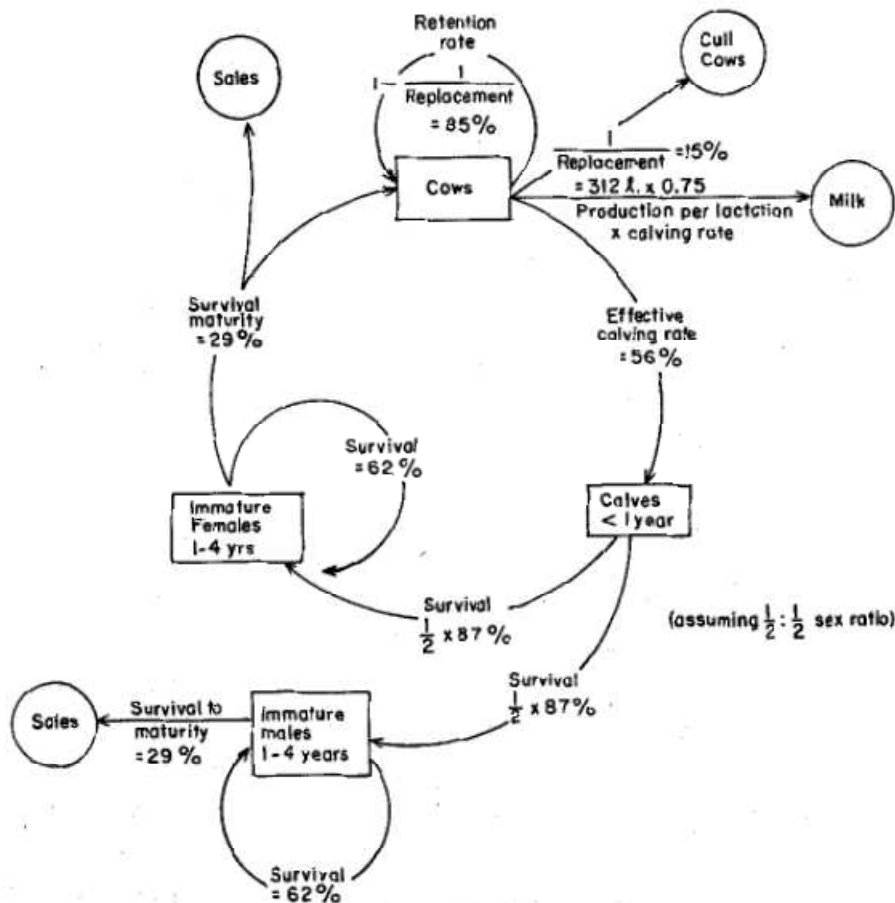 Retention
rate
1 - 1
Replacement
= 85%
Cows
Sales
Cull
Cows
1
Replacement = 15%
= 312 l. x 0.75
Production per lactction
x calving rate
Milk
Survival
maturity
= 29%
Effective
calving rate
= 56%
Survival
= 62%
Immature
Females
1-4 yrs
Calves
< 1 year
Survival
1/2 x 87%
(assuming 1/2 : 1/2 sex ratio)
Survival
1/2 x 87%
Sales
Survival to
maturity
= 29%
Immature
males
1-4 years
Survival
= 62%